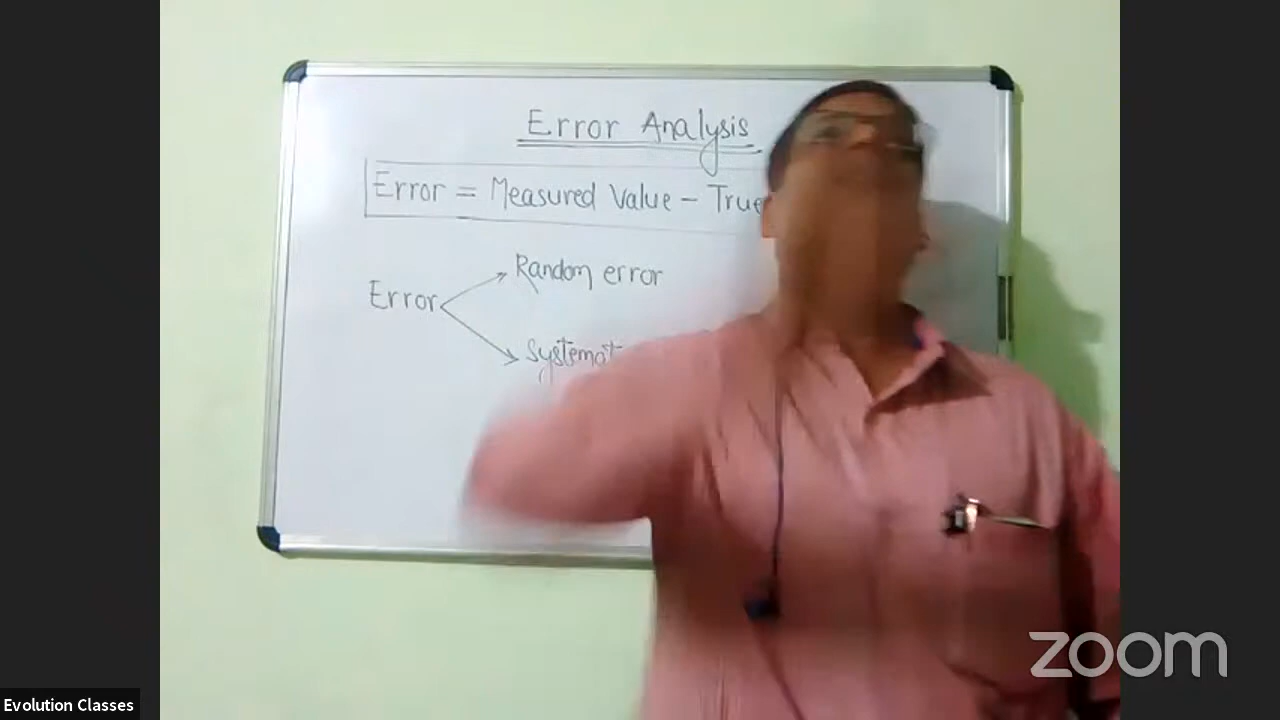 Error Analysis
Error = Measured Value - True
Error
Random error
Systemat
zoom
Evolution Classes